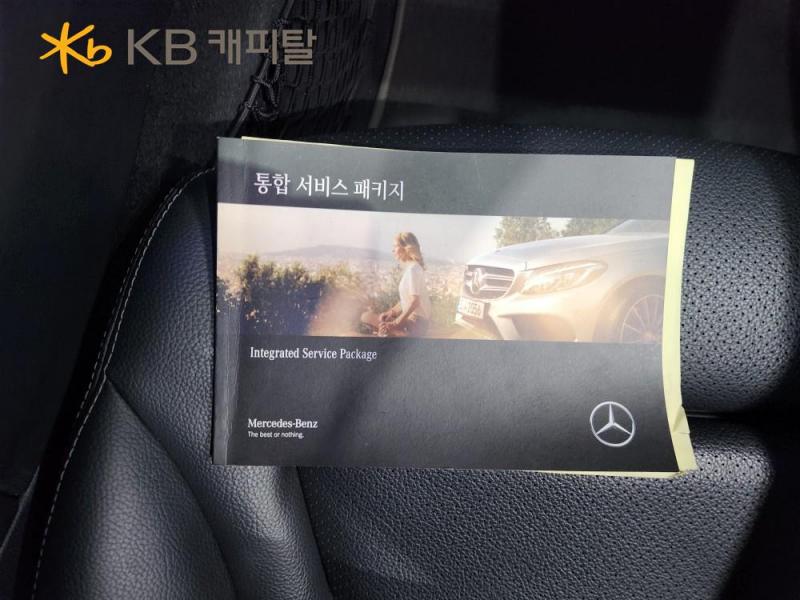 KB 캐피탈
통합 서비스 패키지
Integrated Service Package
Mercedes-Benz
The best or nothing.